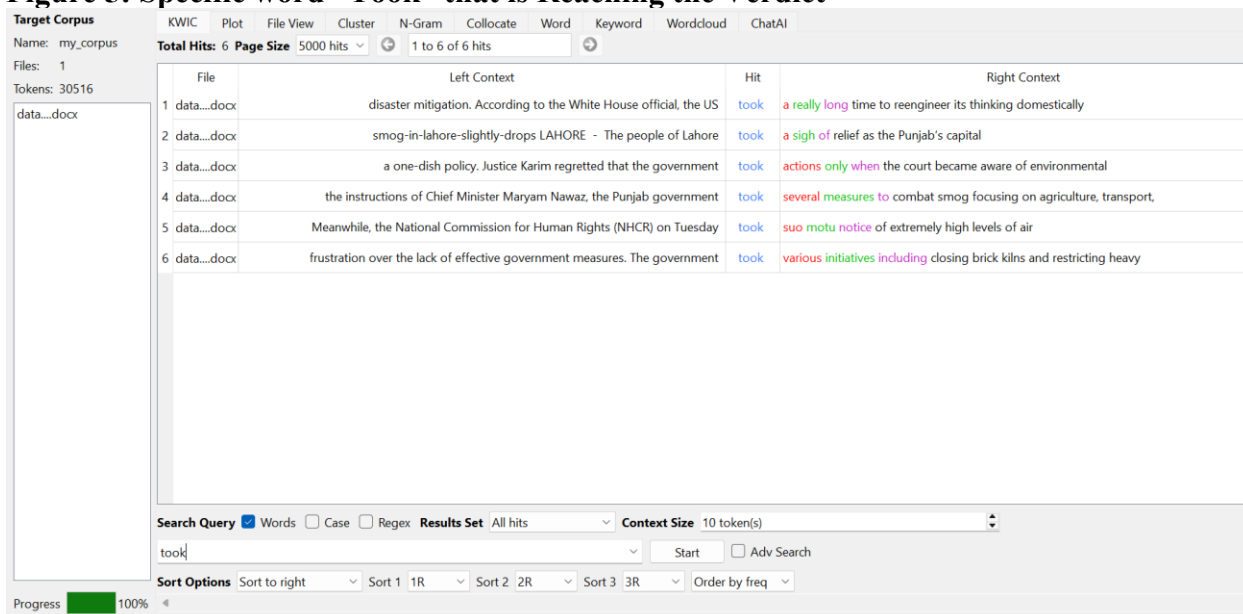 Figure 3: Specific word "Took" that is Reaching the Verdict
Target Corpus
Name: my_corpus
Files: 1
Tokens: 30516
data....docx
Progress 100%
KWIC Plot File View Cluster N-Gram Collocate Word Keyword Wordcloud ChatAI
Total Hits: 6 Page Size 5000 hits 1 to 6 of 6 hits
File Left Context Hit Right Context
1 data....docx disaster mitigation. According to the White House official, the US took a really long time to reengineer its thinking domestically
2 data....docx smog-in-lahore-slightly-drops LAHORE - The people of Lahore took a sigh of relief as the Punjab's capital
3 data....docx a one-dish policy. Justice Karim regretted that the government took actions only when the court became aware of environmental
4 data....docx the instructions of Chief Minister Maryam Nawaz, the Punjab government took several measures to combat smog focusing on agriculture, transport,
5 data....docx Meanwhile, the National Commission for Human Rights (NHCR) on Tuesday took suo motu notice of extremely high levels of air
6 data....docx frustration over the lack of effective government measures. The government took various initiatives including closing brick kilns and restricting heavy
Search Query Words Case Regex Results Set All hits Context Size 10 token(s)
took Start Adv Search
Sort Options Sort to right Sort 1 1R Sort 2 2R Sort 3 3R Order by freq